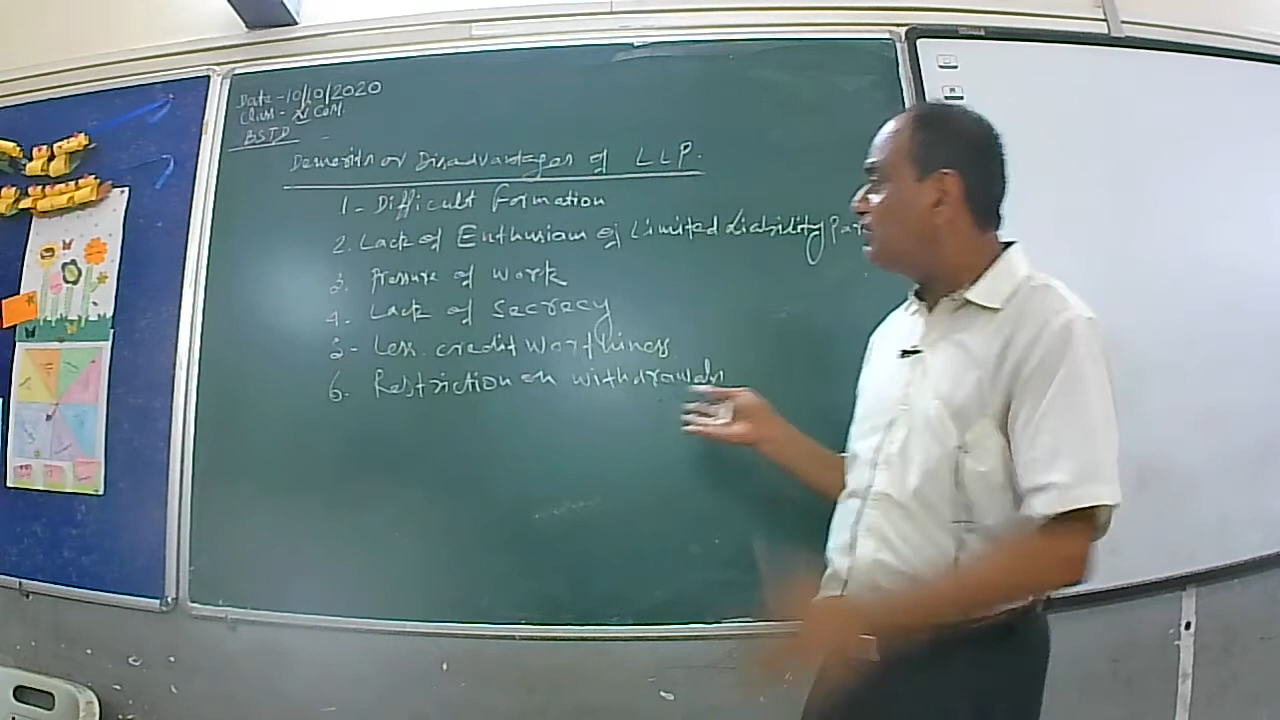 Date-10/10/2020
Class-XI COM
BSTD
Demerits or Disadvantages of LLP.
1- Difficult Formation
2. Lack of Enthusiasm of Limited Liability Par
3. Pressure of work
4. Lack of Secrecy
5- Less credit worthiness
6. Restriction on withdrawals